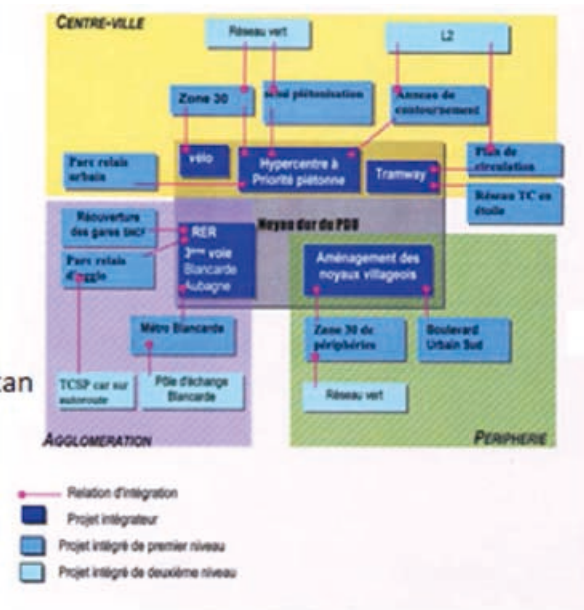 CENTRE-VILLE
Réseau vert
L2
Zone 30
piétonisation
Anneau de
contournement
Parc relais
urbain
vélo
Hypercentre à
Priorité piétonne
Tramway
Plan de
circulation
Réseau TC en
étoile
Réouverture
des gares SNCF
Parc relais
d'agglo
RER
3ème voie
Blancarde
Aubagne
Noyau dur de PDU
Aménagement des
noyaux villageois
Métro Blancarde
Zone 30 de
périphéries
Boulevard
Urbain Sud
tan
TCSP car sur
autoroute
Pôle d'échange
Blancarde
Réseau vert
AGGLOMERATION
PERIPHERIE
Relation d'intégration
Projet intégrateur
Projet intégré de premier niveau
Projet intégré de deuxième niveau